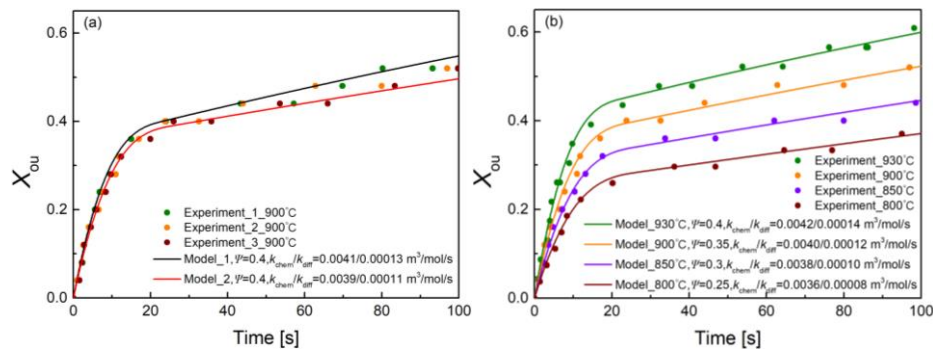 (a)
(b)
0.6
0.4
0.2
0.0
X_ou
0 20 40 60 80 100
Time [s]
Experiment_1_900℃
Experiment_2_900℃
Experiment_3_900℃
Model_1,Ψ=0.4,k_chem/k_diff=0.0041/0.00013 m³/mol/s
Model_2,Ψ=0.4,k_chem/k_diff=0.0039/0.00011 m³/mol/s
0.6
0.4
0.2
0.0
X_ou
0 20 40 60 80 100
Time [s]
Experiment_930℃
Experiment_900℃
Experiment_850℃
Experiment_800℃
Model_930℃,Ψ=0.4,k_chem/k_diff=0.0042/0.00014 m³/mol/s
Model_900℃,Ψ=0.35,k_chem/k_diff=0.0040/0.00012 m³/mol/s
Model_850℃,Ψ=0.3,k_chem/k_diff=0.0038/0.00010 m³/mol/s
Model_800℃,Ψ=0.25,k_chem/k_diff=0.0036/0.00008 m³/mol/s